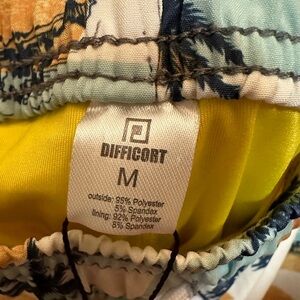 DIFFICORT
M
outside: 95% Polyester
5% Spandex
lining: 92% Polyester
8% Spandex